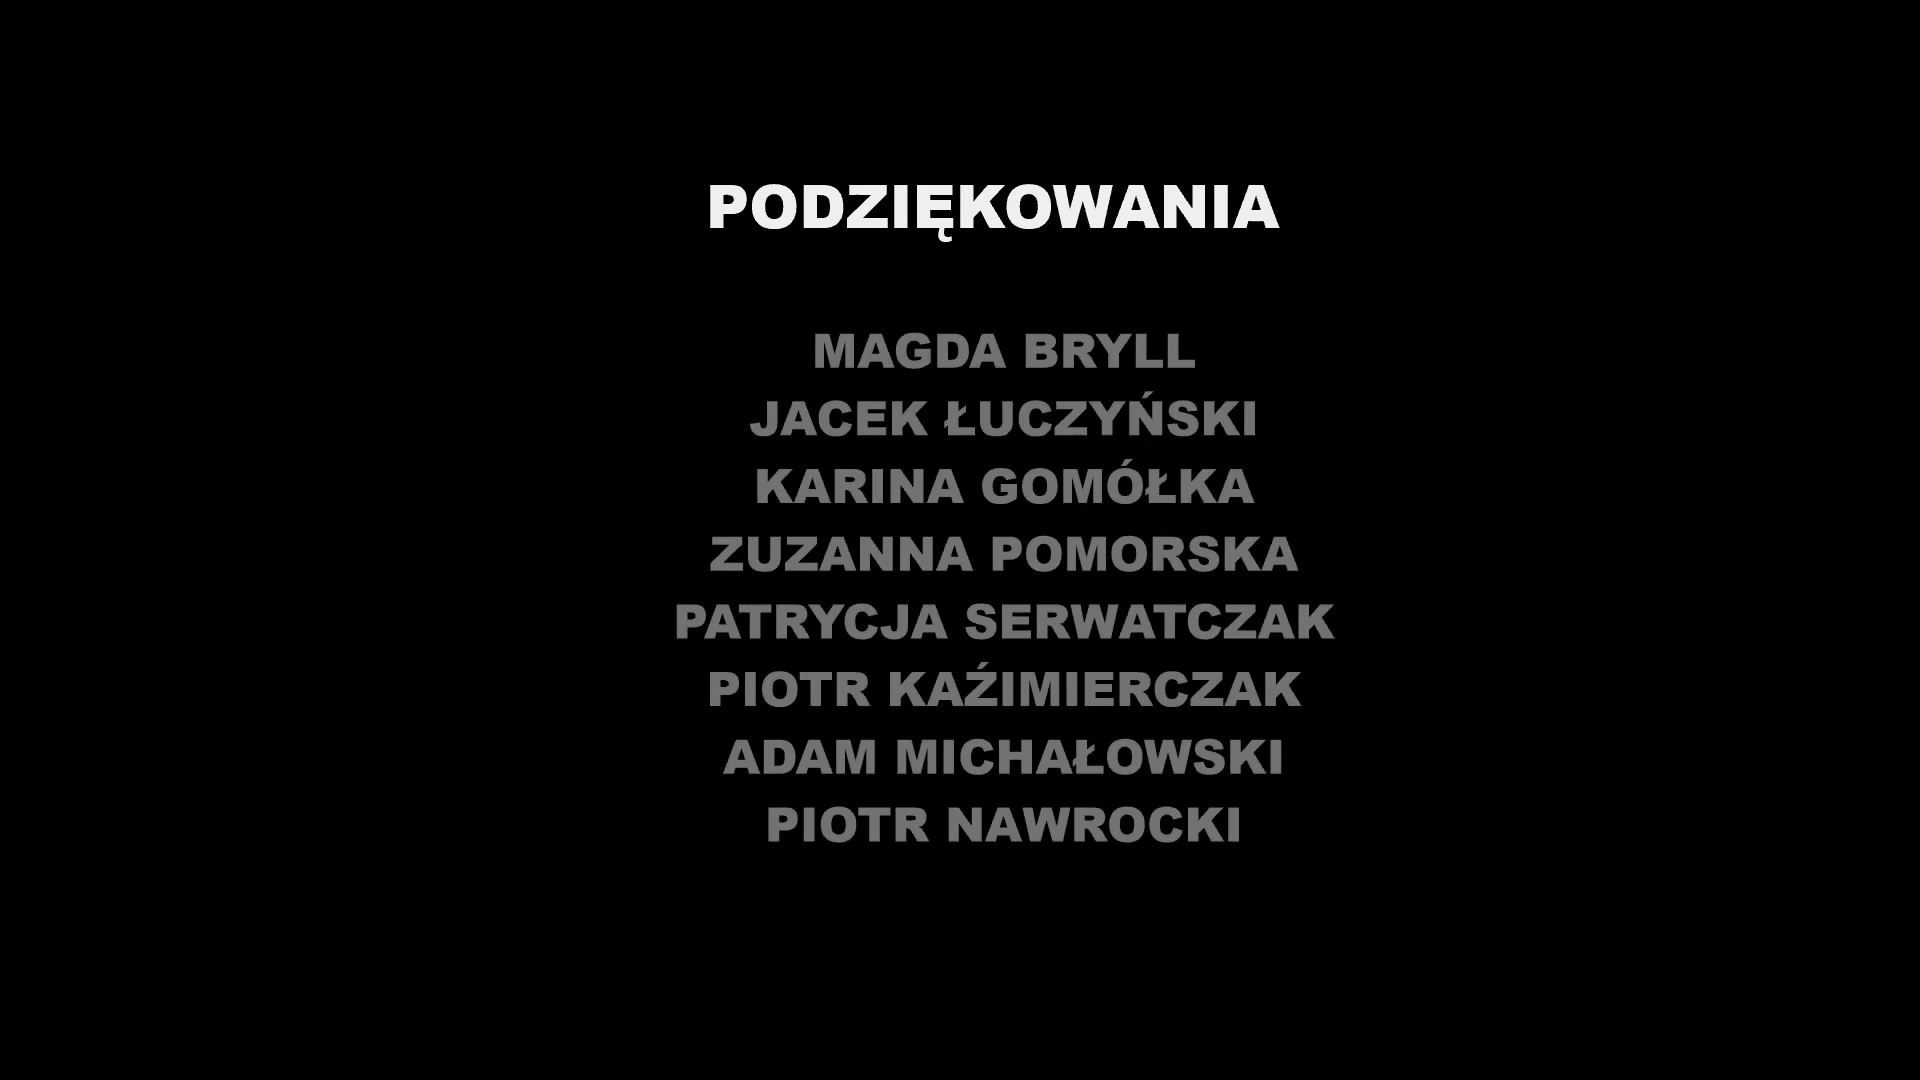 PODZIĘKOWANIA
MAGDA BRYLL
JACEK ŁUCZYŃSKI
KARINA GOMÓŁKA
ZUZANNA POMORSKA
PATRYCJA SERWATCZAK
PIOTR KAŹIMIERCZAK
ADAM MICHAŁOWSKI
PIOTR NAWROCKI